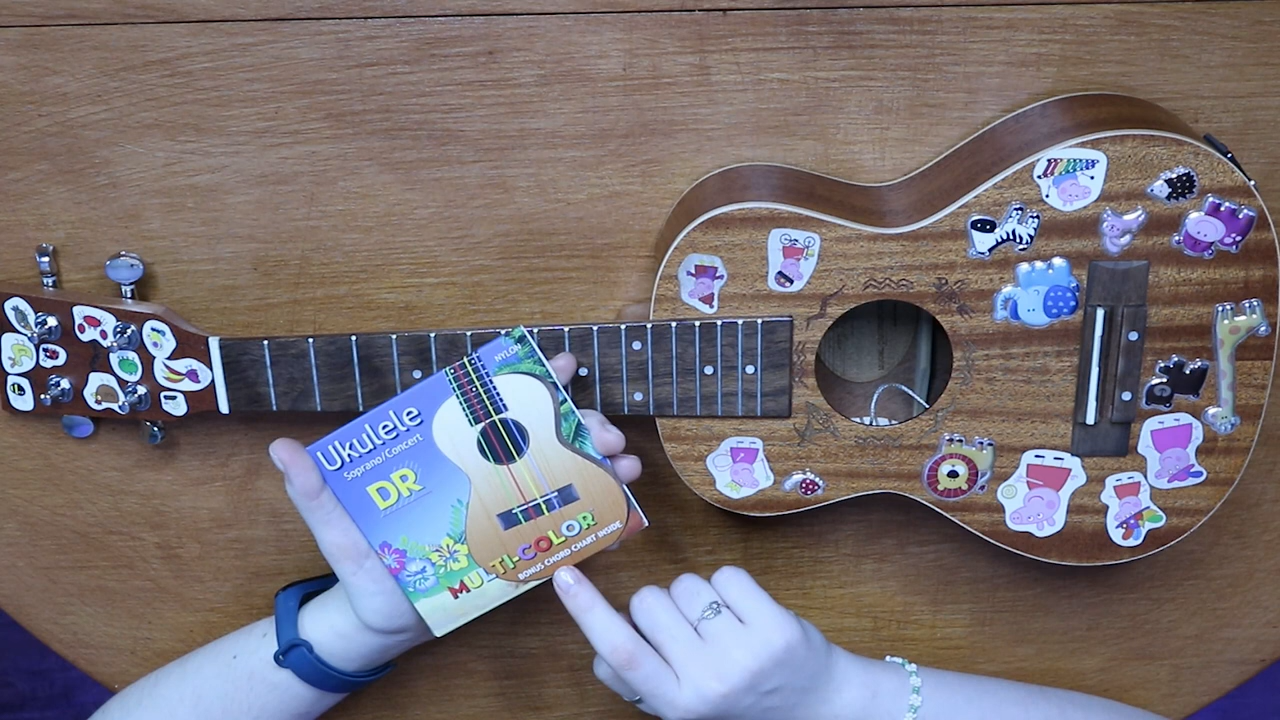 NYLON
Ukulele
Soprano/Concert
DR
MULTI-COLOR
BONUS CHORD CHART INSIDE